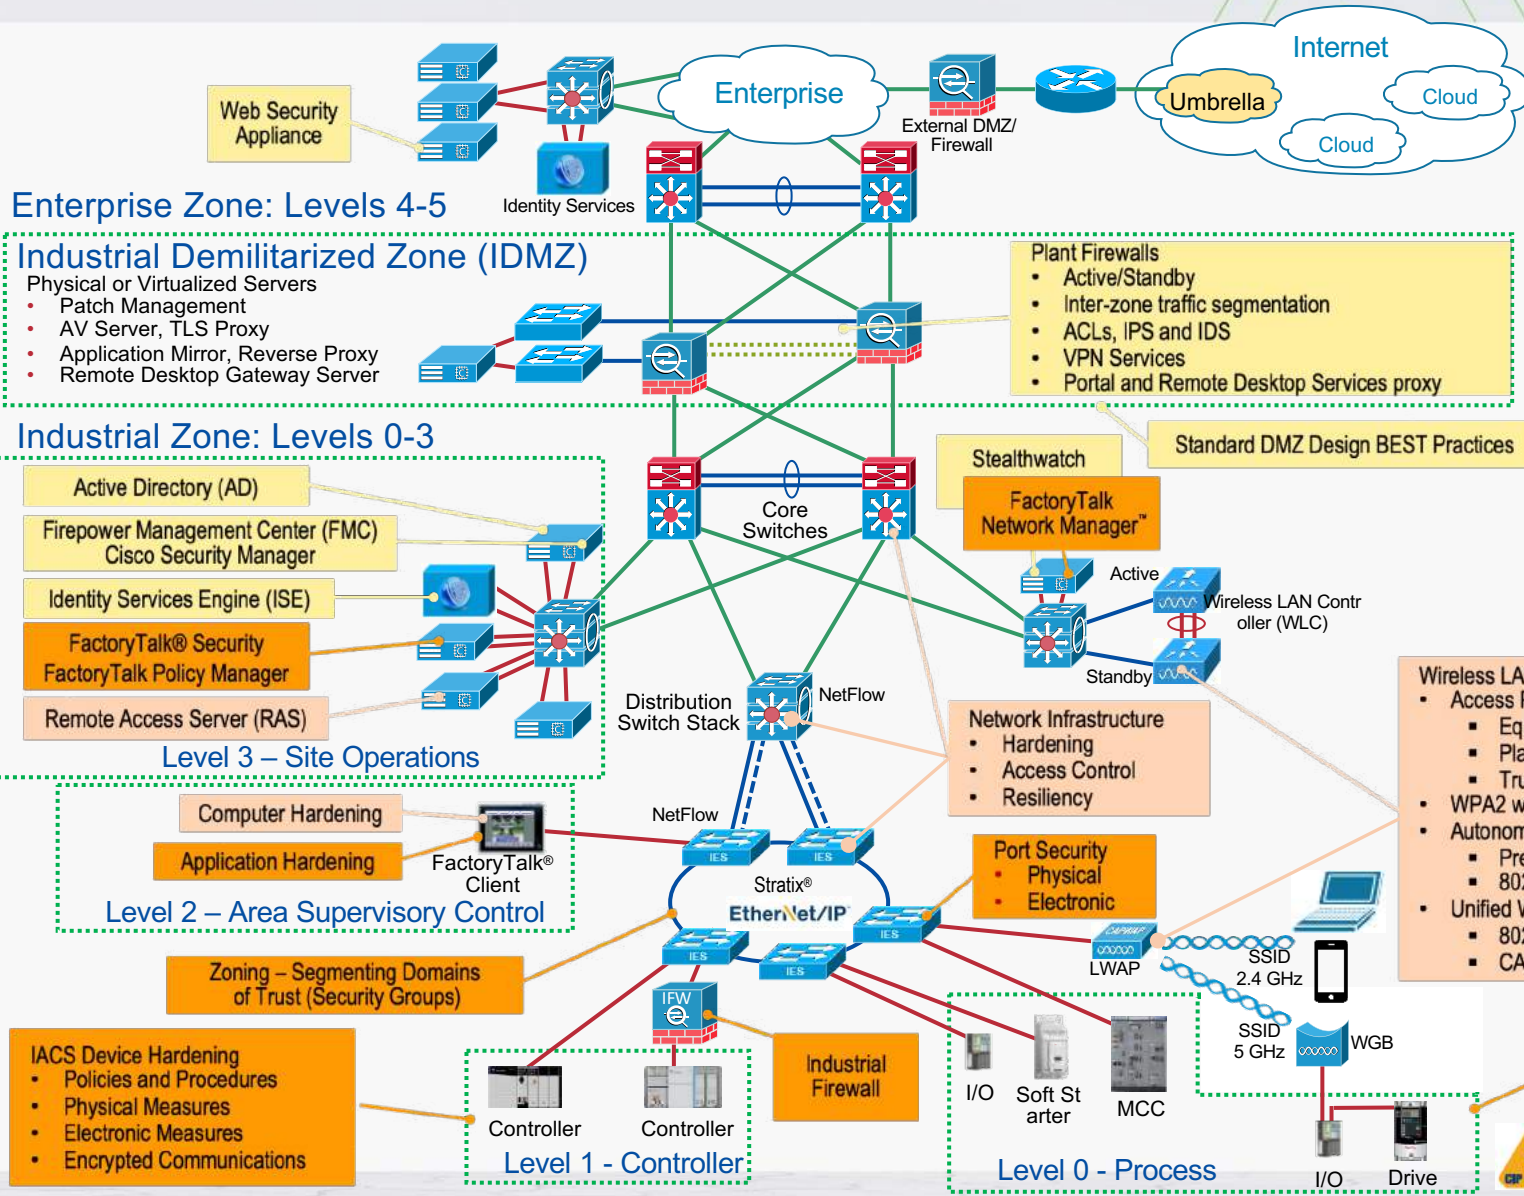 Internet
Umbrella
Cloud
Cloud
Enterprise
External DMZ/
Firewall
Web Security
Appliance
Identity Services
Enterprise Zone: Levels 4-5
Industrial Demilitarized Zone (IDMZ)
Physical or Virtualized Servers
• Patch Management
• AV Server, TLS Proxy
• Application Mirror, Reverse Proxy
• Remote Desktop Gateway Server
Plant Firewalls
• Active/Standby
• Inter-zone traffic segmentation
• ACLs, IPS and IDS
• VPN Services
• Portal and Remote Desktop Services proxy
Standard DMZ Design BEST Practices
Industrial Zone: Levels 0-3
Active Directory (AD)
Firepower Management Center (FMC)
Cisco Security Manager
Identity Services Engine (ISE)
FactoryTalk® Security
FactoryTalk Policy Manager
Remote Access Server (RAS)
Level 3 – Site Operations
Core
Switches
Stealthwatch
FactoryTalk
Network Manager™
Active
Wireless LAN Contr
oller (WLC)
Standby
Distribution
Switch Stack
NetFlow
Network Infrastructure
• Hardening
• Access Control
• Resiliency
Wireless LA
• Access
▪ Eq
▪ Pla
▪ Tru
• WPA2 w
• Autonom
▪ Pre
▪ 802
• Unified
▪ 802
▪ CA
Computer Hardening
Application Hardening
FactoryTalk®
Client
Level 2 – Area Supervisory Control
NetFlow
IES
IES
Stratix®
EtherNet/IP
IES
IES
IES
Port Security
• Physical
• Electronic
CAPWAP
LWAP
SSID
2.4 GHz
SSID
5 GHz
WGB
Zoning – Segmenting Domains
of Trust (Security Groups)
IFW
Industrial
Firewall
IACS Device Hardening
• Policies and Procedures
• Physical Measures
• Electronic Measures
• Encrypted Communications
Controller
Controller
Level 1 - Controller
I/O
Soft St
arter
MCC
Level 0 - Process
I/O
Drive
CIP